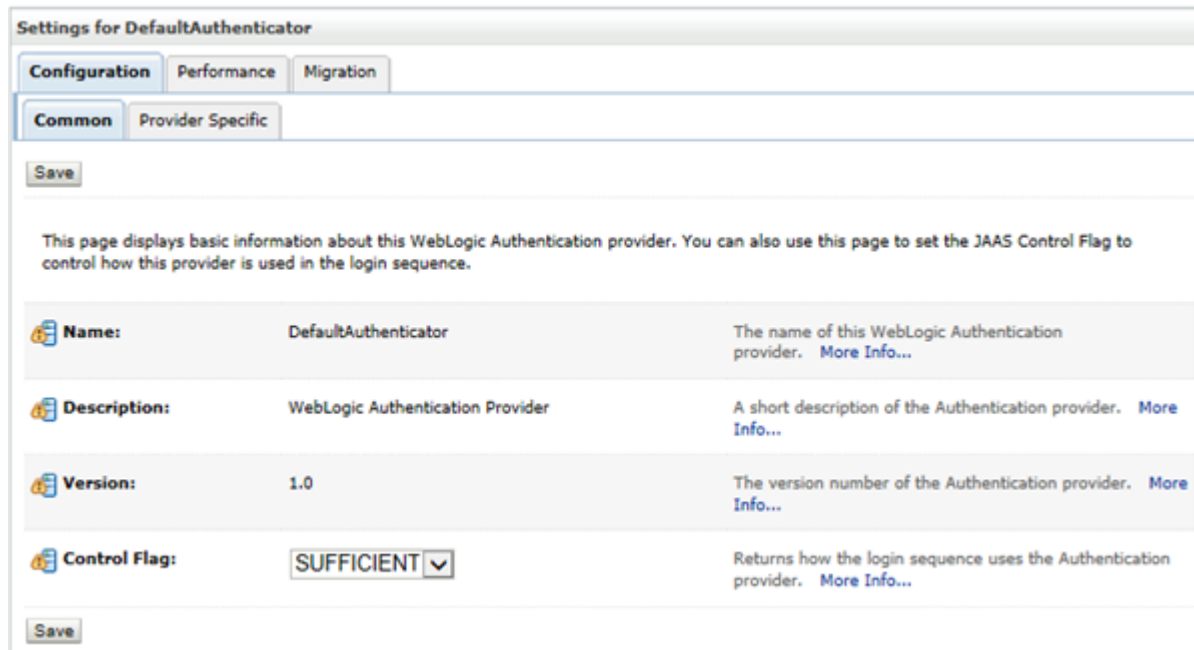 Settings for DefaultAuthenticator
Configuration Performance Migration
Common Provider Specific
Save
This page displays basic information about this WebLogic Authentication provider. You can also use this page to set the JAAS Control Flag to
control how this provider is used in the login sequence.
Name: DefaultAuthenticator The name of this WebLogic Authentication
provider. More Info...
Description: WebLogic Authentication Provider A short description of the Authentication provider. More
Info...
Version: 1.0 The version number of the Authentication provider. More
Info...
Control Flag: SUFFICIENT Returns how the login sequence uses the Authentication
provider. More Info...
Save